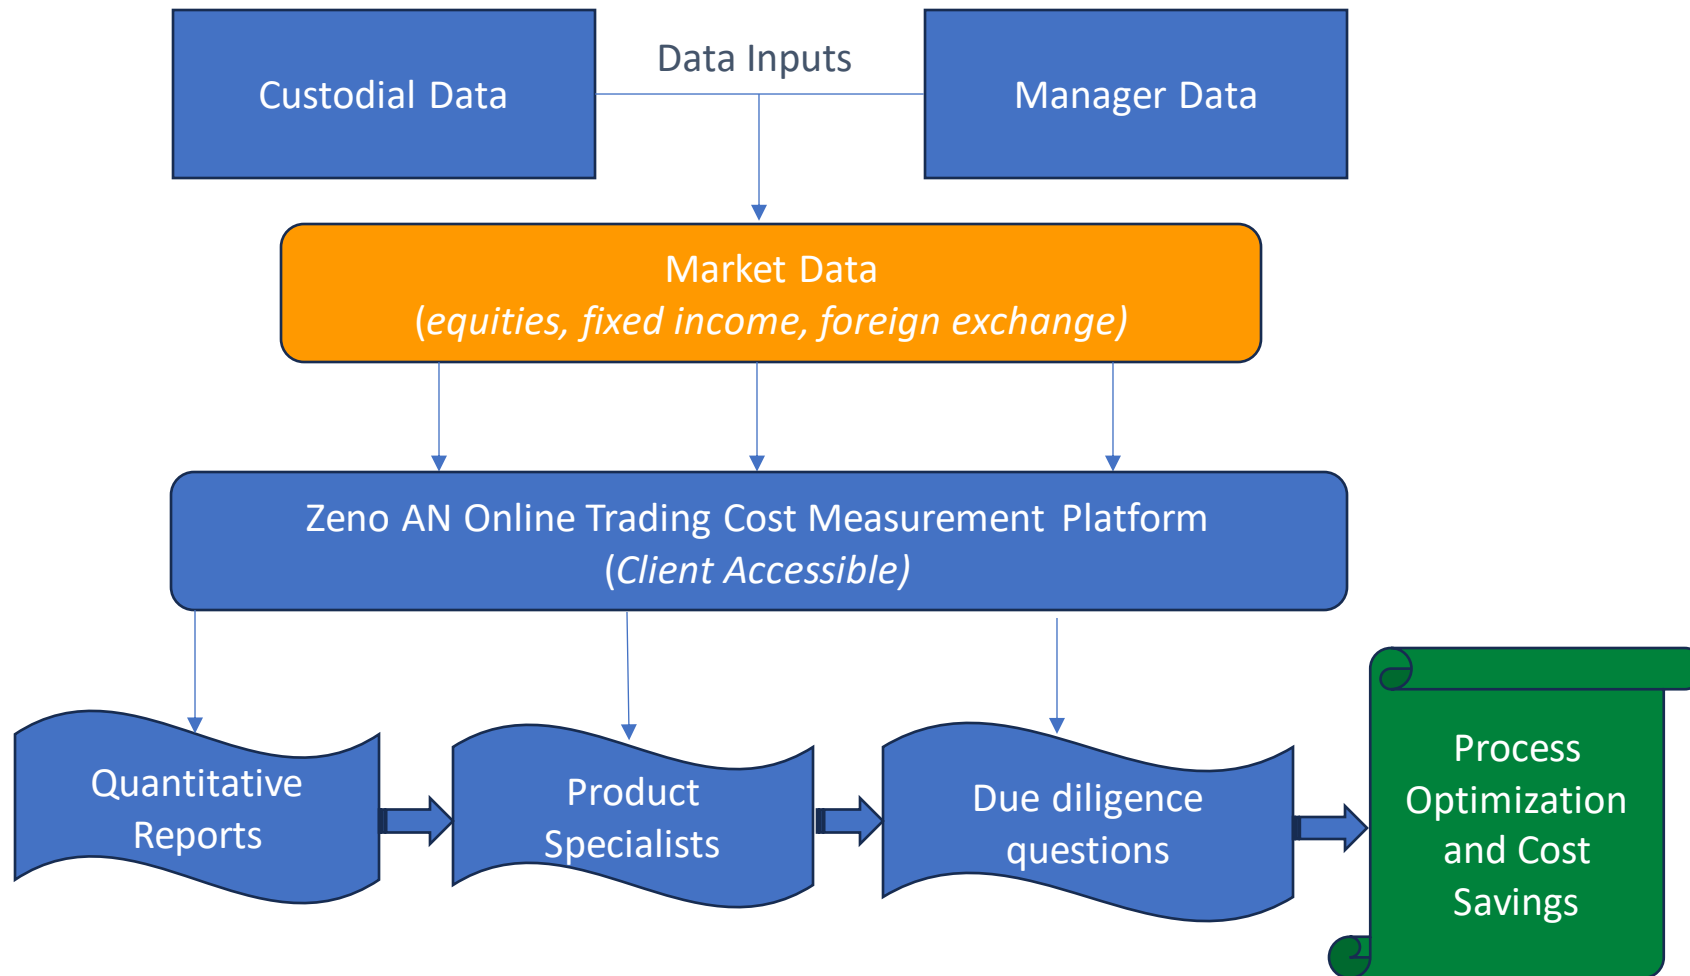 Custodial Data
Data Inputs
Manager Data
Market Data
(equities, fixed income, foreign exchange)
Zeno AN Online Trading Cost Measurement Platform
(Client Accessible)
Quantitative
Reports
Product
Specialists
Due diligence
questions
Process
Optimization
and Cost
Savings